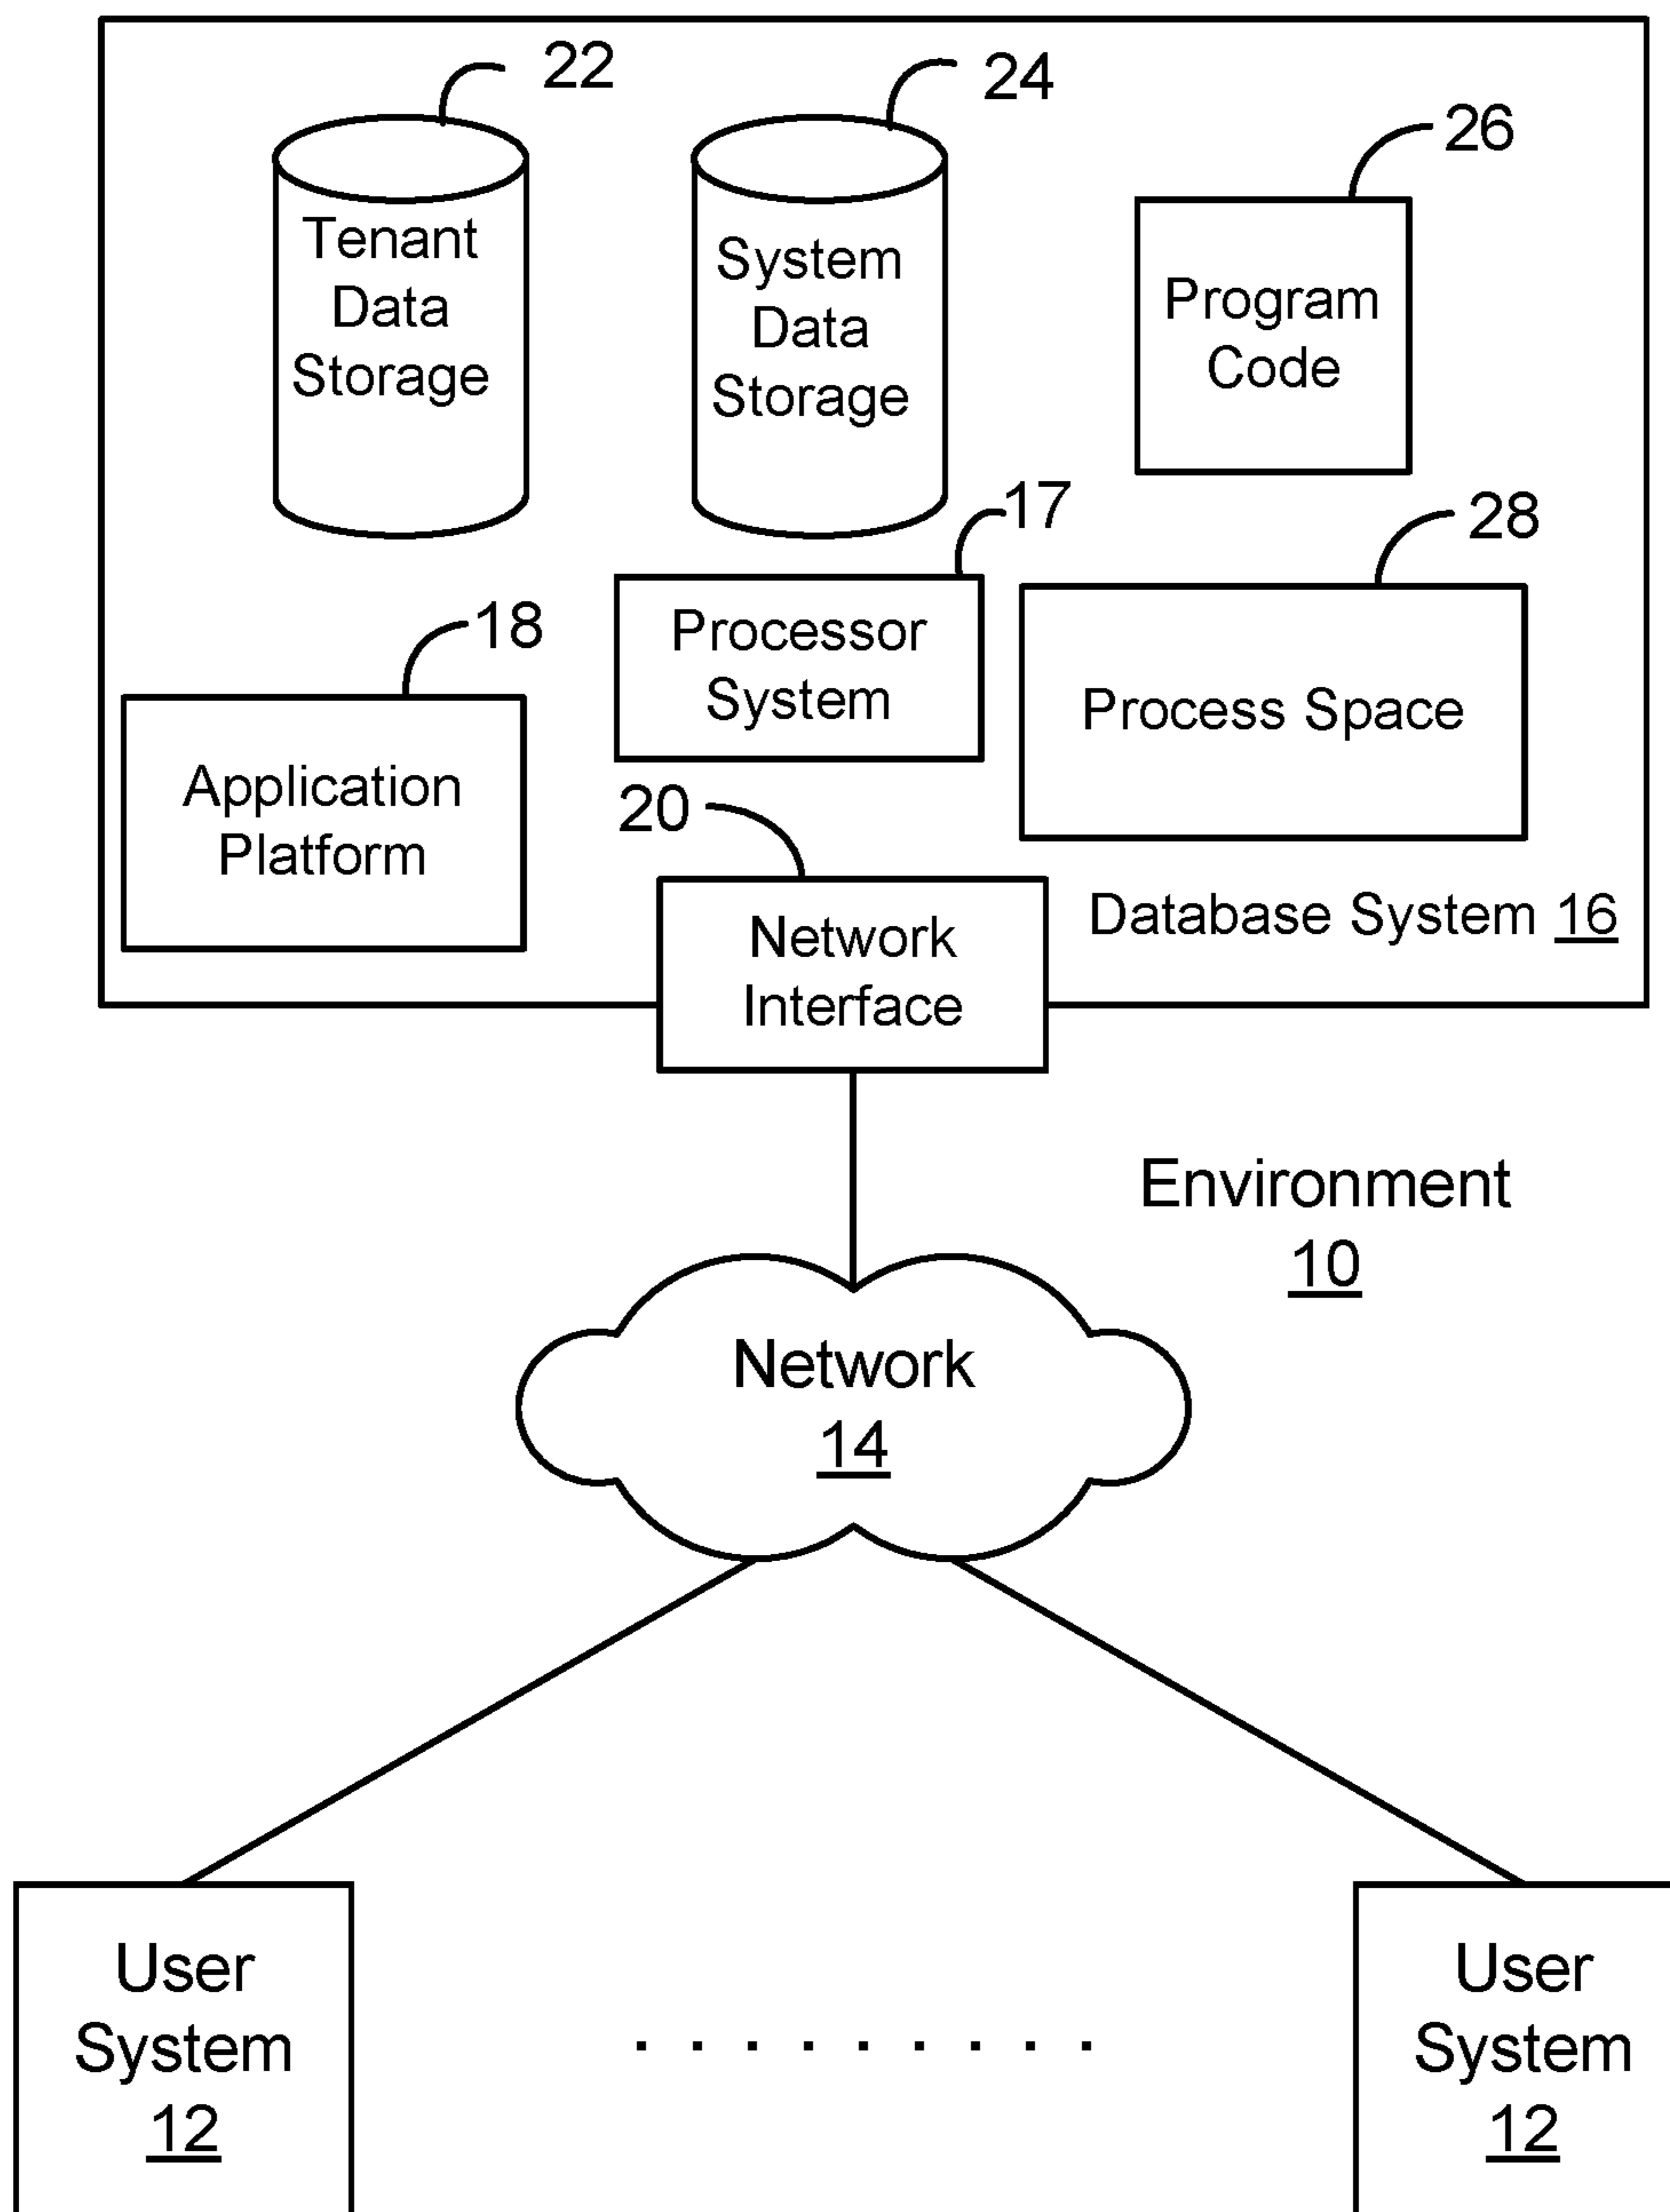 22
24
26
Tenant
Data
Storage
System
Data
Storage
Program
Code
17
28
18
Processor
System
Process Space
Application
Platform
20
Database System 16
Network
Interface
Environment
10
Network
14
User
System
12
. . . . . . . . .
User
System
12